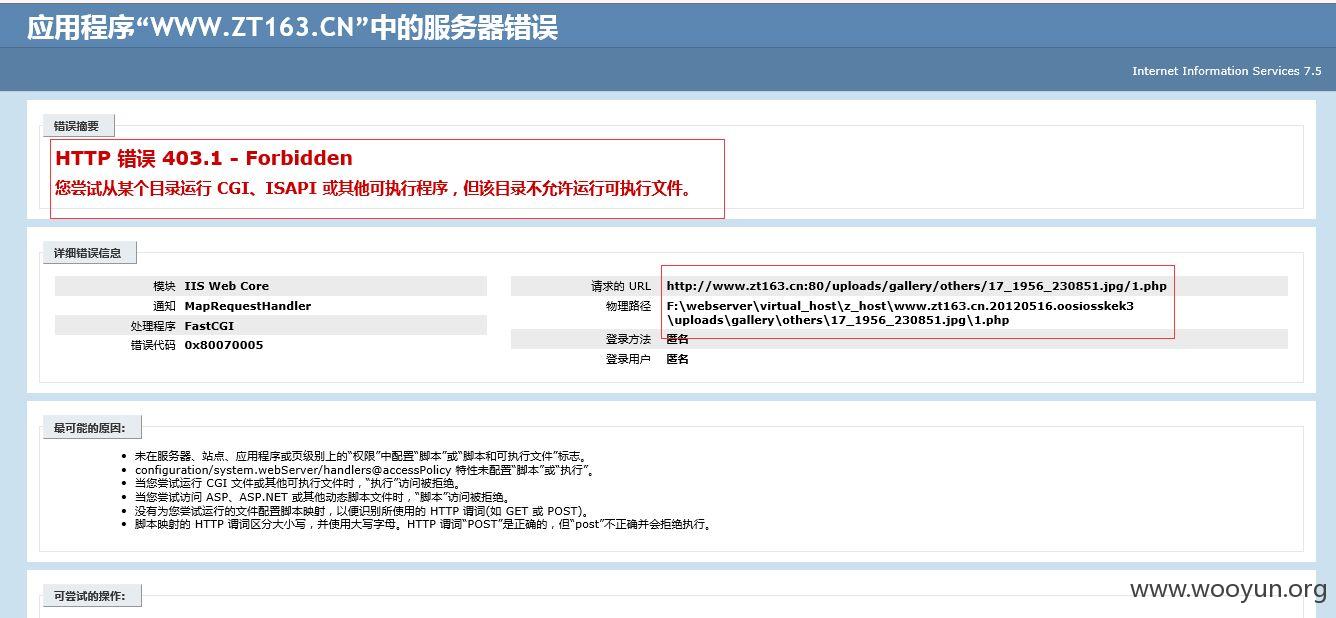 应用程序“WWW.ZT163.CN”中的服务器错误
Internet Information Services 7.5
错误摘要
HTTP 错误 403.1 - Forbidden
您尝试从某个目录运行 CGI、ISAPI 或其他可执行程序，但该目录不允许运行可执行文件。
详细错误信息
模块 IIS Web Core
通知 MapRequestHandler
处理程序 FastCGI
错误代码 0x80070005
请求的 URL http://www.zt163.cn:80/uploads/gallery/others/17_1956_230851.jpg/1.php
物理路径 F:\webserver\virtual_host\z_host\www.zt163.cn.20120516.oosiosskek3
\uploads\gallery\others\17_1956_230851.jpg\1.php
登录方法 匿名
登录用户 匿名
最可能的原因:
• 未在服务器、站点、应用程序或页级别上的“权限”中配置“脚本”或“脚本和可执行文件”标志。
• configuration/system.webServer/handlers@accessPolicy 特性未配置“脚本”或“执行”。
• 当您尝试运行 CGI 文件或其他可执行文件时，“执行”访问被拒绝。
• 当您尝试访问 ASP、ASP.NET 或其他动态脚本文件时，“脚本”访问被拒绝。
• 没有为您尝试运行的文件配置脚本映射，以便识别所使用的 HTTP 谓词(如 GET 或 POST)。
• 脚本映射的 HTTP 谓词区分大小写，并使用大写字母。HTTP 谓词“POST”是正确的，但“post”不正确并会拒绝执行。
可尝试的操作:
www.wooyun.org